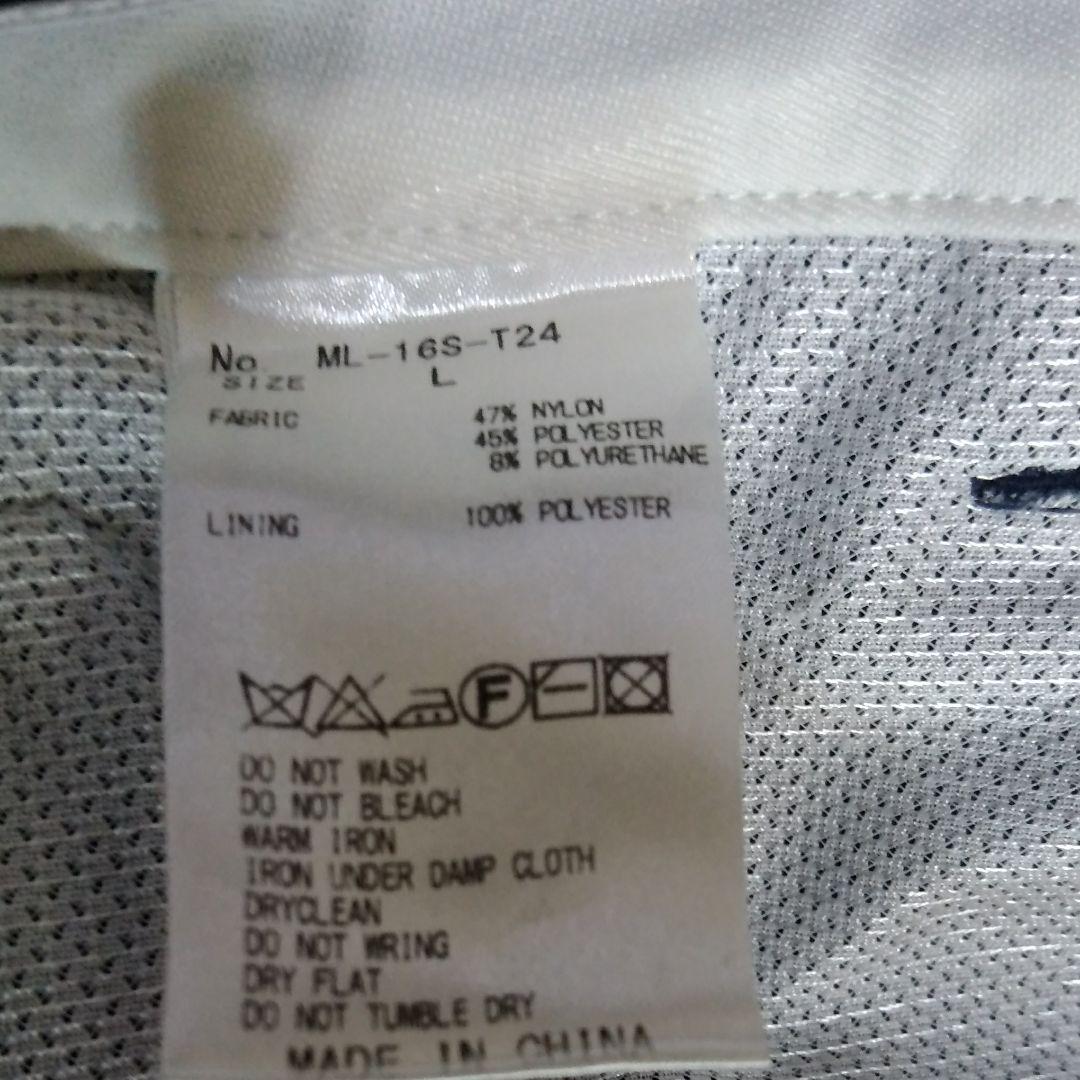 No. ML-16S-T24
SIZE L
FABRIC 47% NYLON
45% POLYESTER
8% POLYURETHANE
LINING 100% POLYESTER
F
DO NOT WASH
DO NOT BLEACH
WARM IRON
IRON UNDER DAMP CLOTH
DRYCLEAN
DO NOT WRING
DRY FLAT
DO NOT TUMBLE DRY
MADE IN CHINA